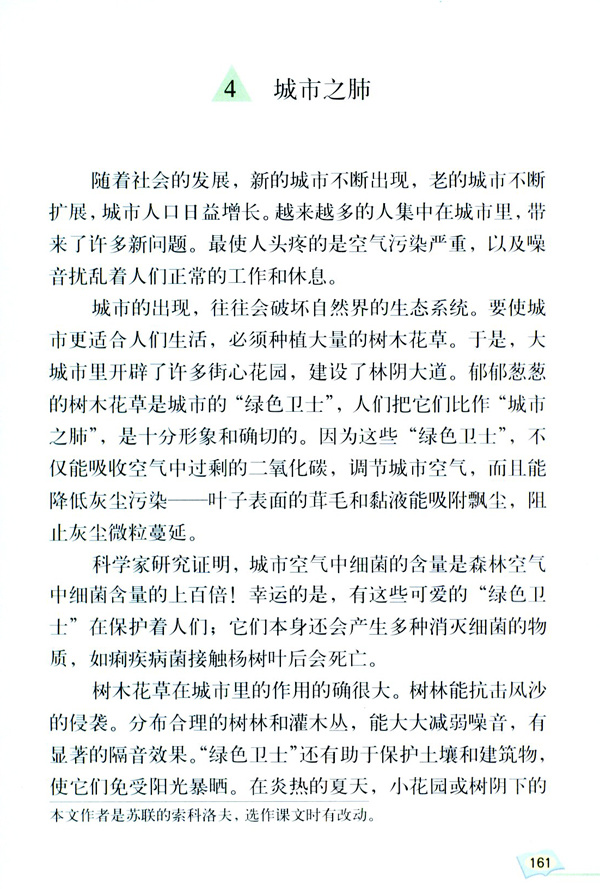 4 城市之肺
随着社会的发展，新的城市不断出现，老的城市不断
扩展，城市人口日益增长。越来越多的人集中在城市里，带
来了许多新问题。最使人头疼的是空气污染严重，以及噪
音扰乱着人们正常的工作和休息。
城市的出现，往往会破坏自然界的生态系统。要使城
市更适合人们生活，必须种植大量的树木花草。于是，大
城市里开辟了许多街心花园，建设了林阴大道。郁郁葱葱
的树木花草是城市的“绿色卫士”，人们把它们比作“城市
之肺”，是十分形象和确切的。因为这些“绿色卫士”，不
仅能吸收空气中过剩的二氧化碳，调节城市空气，而且能
降低灰尘污染——叶子表面的茸毛和黏液能吸附飘尘，阻
止灰尘微粒蔓延。
科学家研究证明，城市空气中细菌的含量是森林空气
中细菌含量的上百倍！幸运的是，有这些可爱的“绿色卫
士”在保护着人们；它们本身还会产生多种消灭细菌的物
质，如痢疾病菌接触杨树叶后会死亡。
树木花草在城市里的作用的确很大。树林能抗击风沙
的侵袭。分布合理的树林和灌木丛，能大大减弱噪音，有
显著的隔音效果。“绿色卫士”还有助于保护土壤和建筑物，
使它们免受阳光暴晒。在炎热的夏天，小花园或树阴下的
本文作者是苏联的索科洛夫，选作课文时有改动。
161